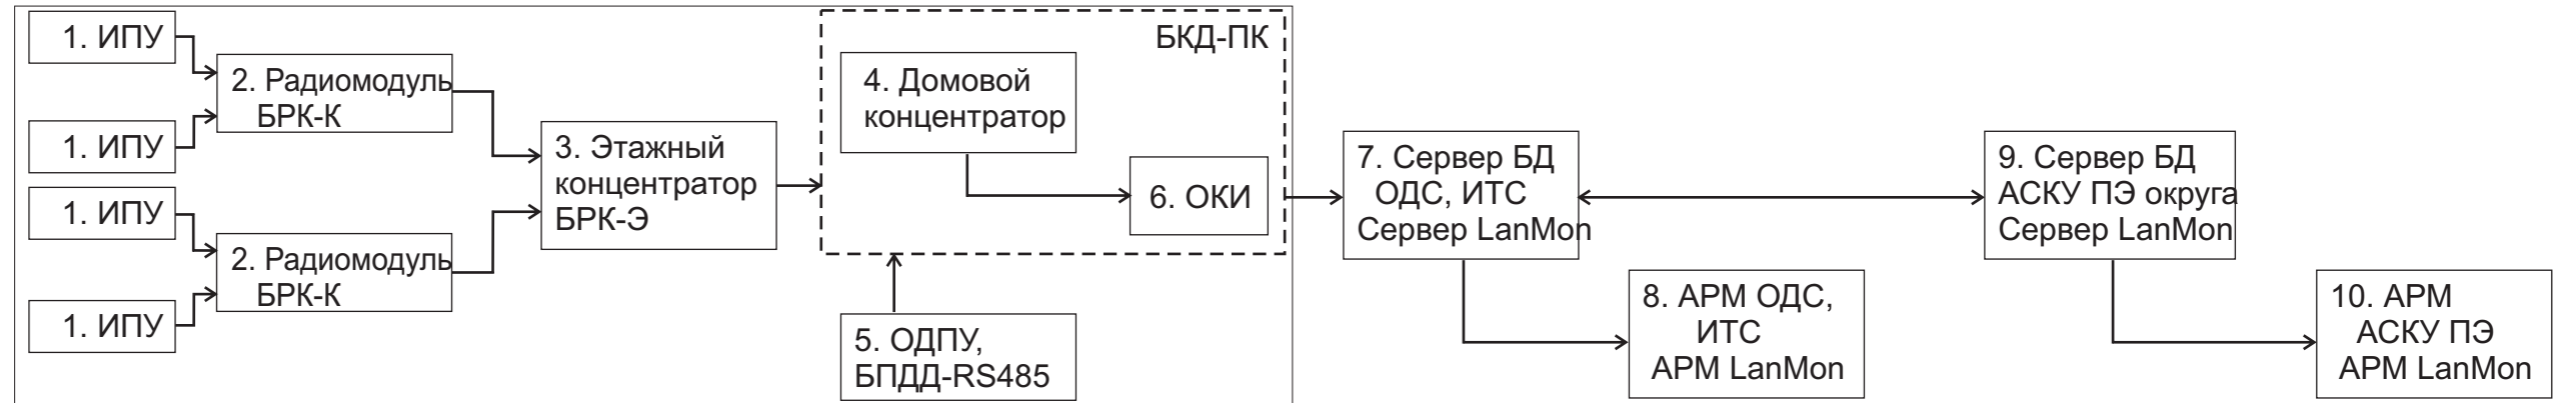 1. ИПУ
1. ИПУ
1. ИПУ
1. ИПУ
2. Радиомодуль
БРК-К
2. Радиомодуль
БРК-К
3. Этажный
концентратор
БРК-Э
БКД-ПК
4. Домовой
концентратор
6. ОКИ
5. ОДПУ,
БПДД-RS485
7. Сервер БД
ОДС, ИТС
Сервер LanMon
8. АРМ ОДС,
ИТС
АРМ LanMon
9. Сервер БД
АСКУ ПЭ округа
Сервер LanMon
10. АРМ
АСКУ ПЭ
АРМ LanMon